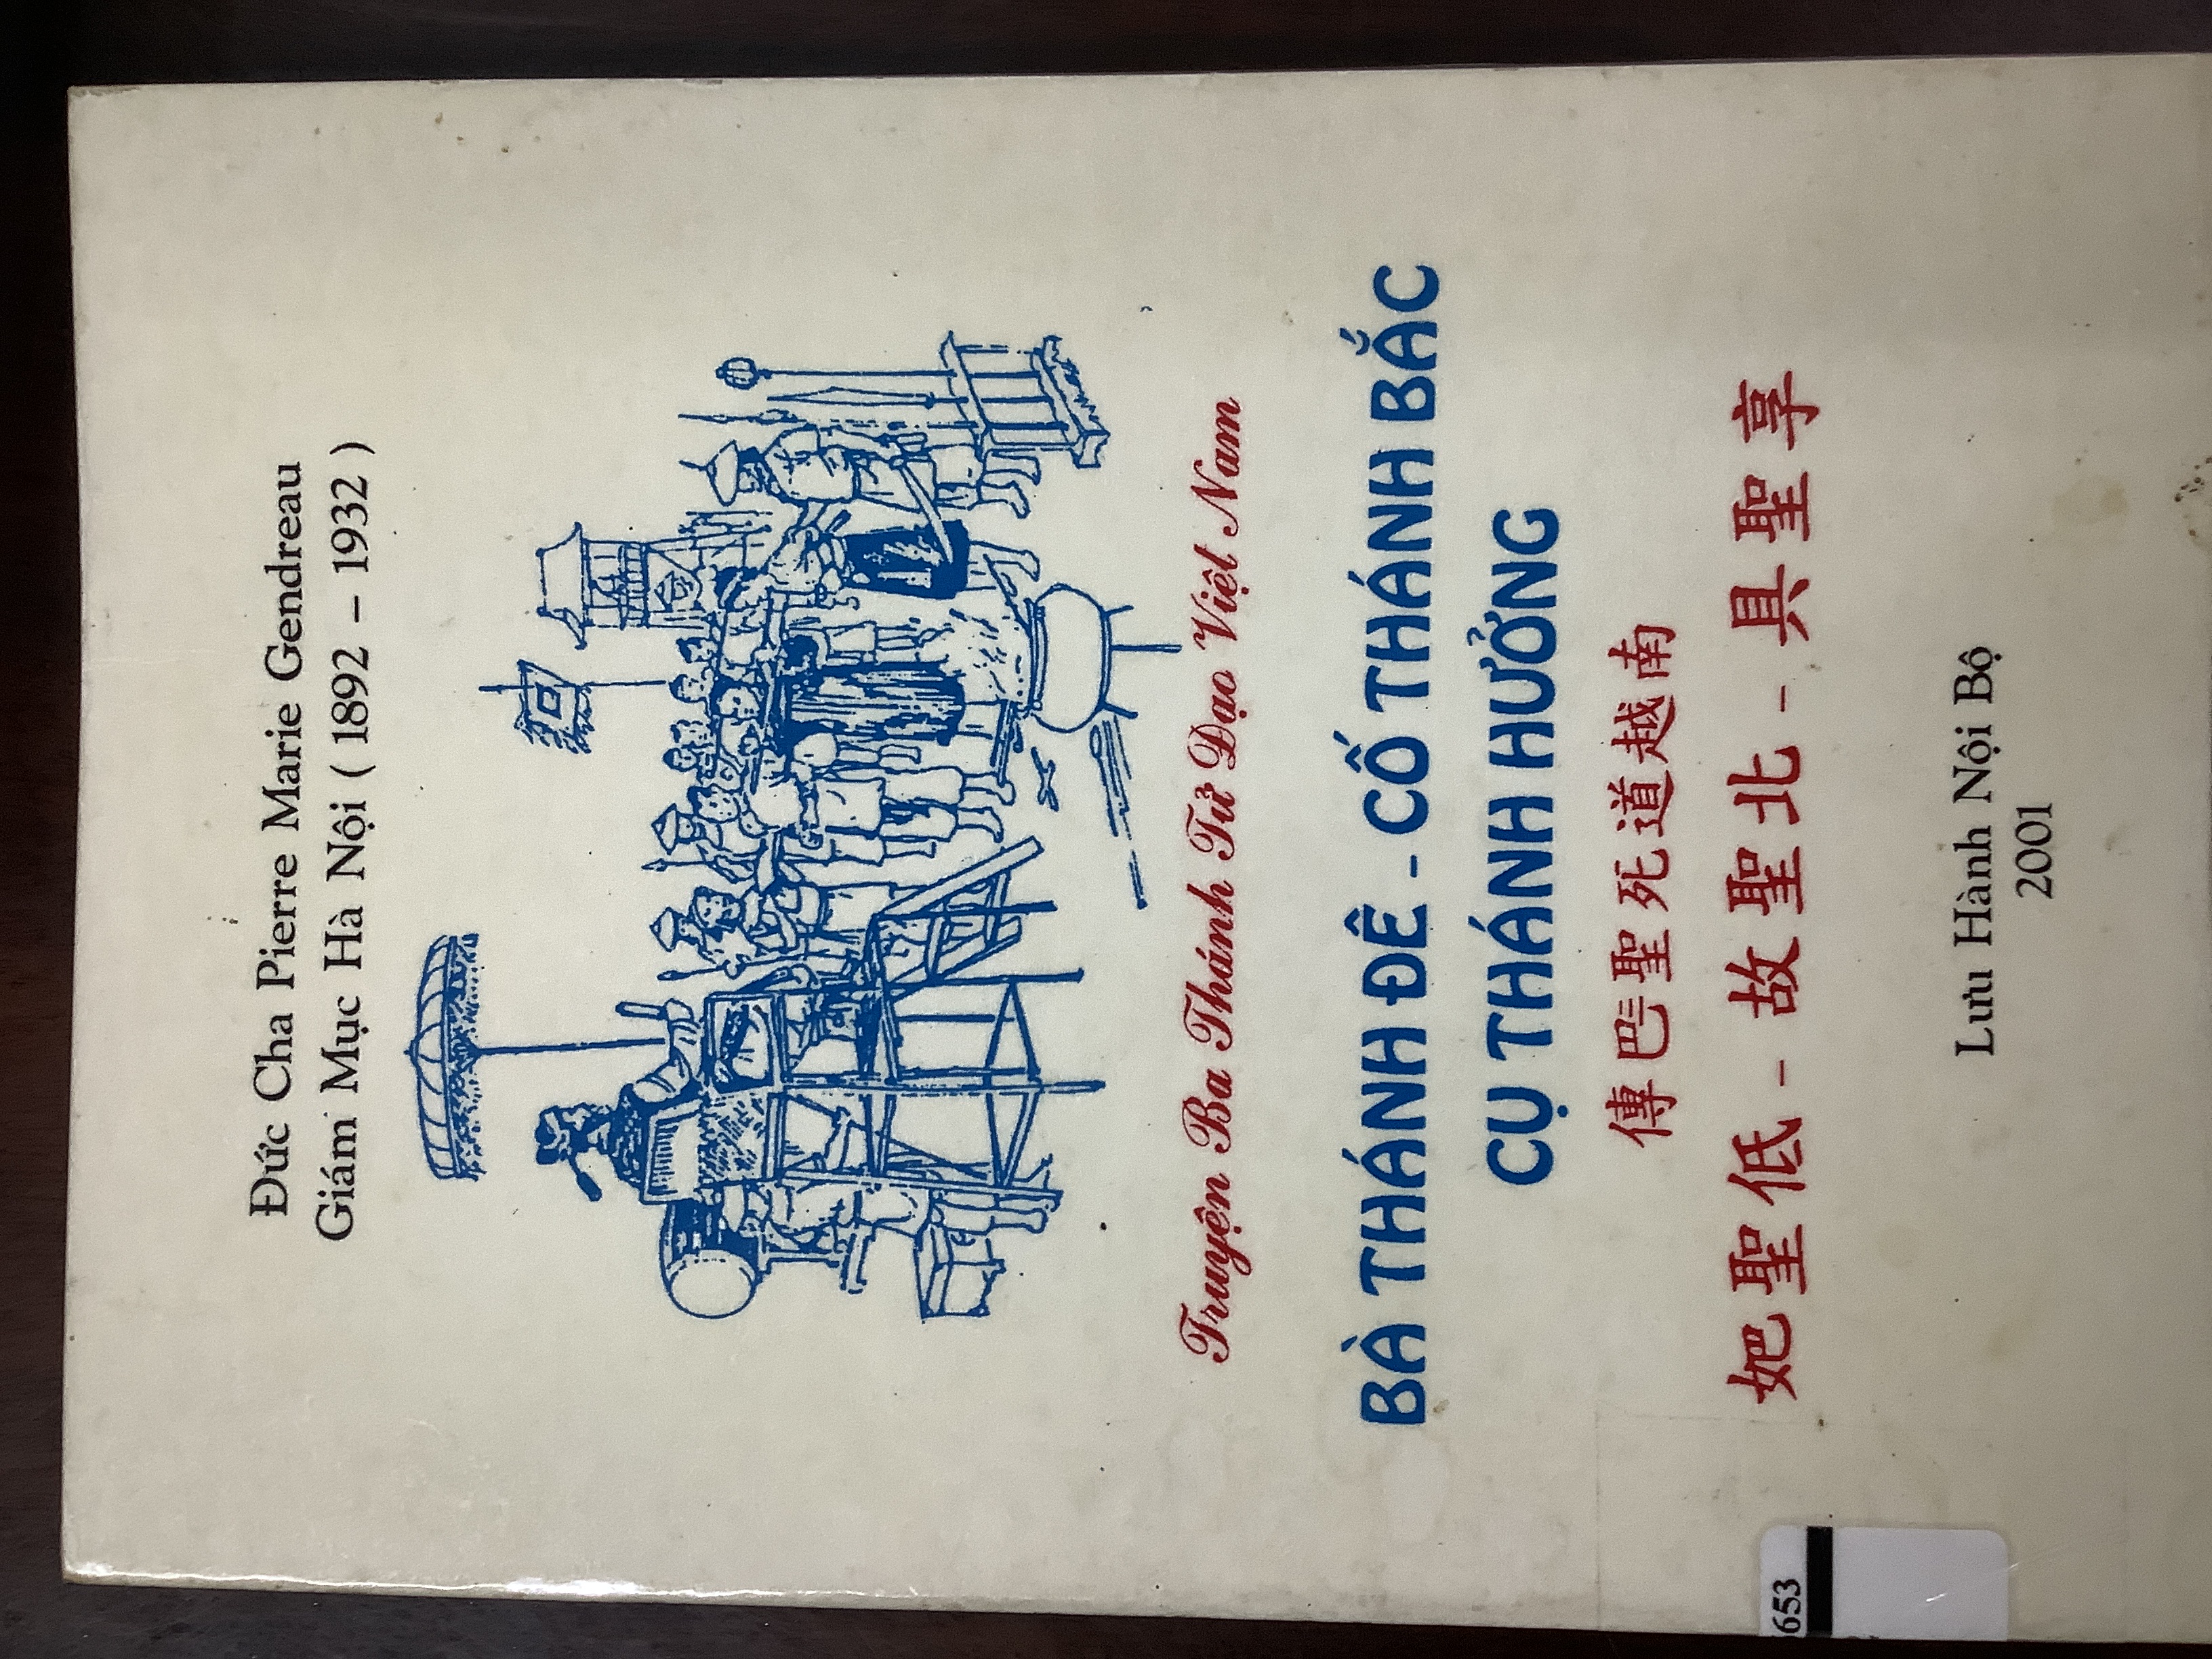 Đức Cha Pierre Marie Gendreau
Giám Mục Hà Nội ( 1892 – 1932 )
Truyện Ba Thánh Tử Đạo Việt Nam
BÀ THÁNH ĐÊ - CỐ THÁNH BẮC
CỤ THÁNH HƯỞNG
傳𠀧聖死道越南
妑聖低 - 故聖北 - 具聖享
Lưu Hành Nội Bộ
2001
653